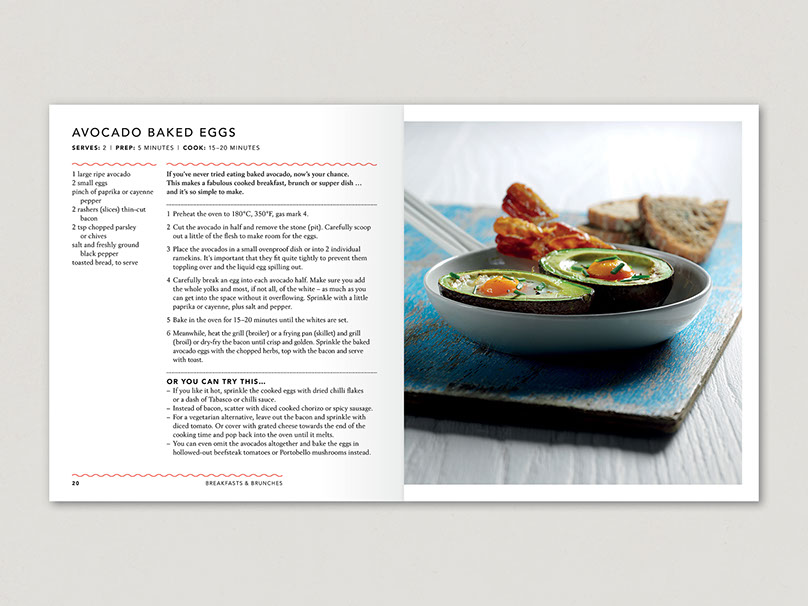 AVOCADO BAKED EGGS
SERVES: 2 | PREP: 5 MINUTES | COOK: 15–20 MINUTES
1 large ripe avocado
2 small eggs
pinch of paprika or cayenne
pepper
2 rashers (slices) thin-cut
bacon
2 tsp chopped parsley
or chives
salt and freshly ground
black pepper
toasted bread, to serve
If you've never tried eating baked avocado, now's your chance.
This makes a fabulous cooked breakfast, brunch or supper dish …
and it's so simple to make.
1 Preheat the oven to 180°C, 350°F, gas mark 4.
2 Cut the avocado in half and remove the stone (pit). Carefully scoop
out a little of the flesh to make room for the eggs.
3 Place the avocados in a small ovenproof dish or into 2 individual
ramekins. It's important that they fit quite tightly to prevent them
toppling over and the liquid egg spilling out.
4 Carefully break an egg into each avocado half. Make sure you add
the whole yolks and most, if not all, of the white – as much as you
can get into the space without it overflowing. Sprinkle with a little
paprika or cayenne, plus salt and pepper.
5 Bake in the oven for 15–20 minutes until the whites are set.
6 Meanwhile, heat the grill (broiler) or a frying pan (skillet) and grill
(broil) or dry-fry the bacon until crisp and golden. Sprinkle the baked
avocado eggs with the chopped herbs, top with the bacon and serve
with toast.
OR YOU CAN TRY THIS…
– If you like it hot, sprinkle the cooked eggs with dried chilli flakes
or a dash of Tabasco or chilli sauce.
– Instead of bacon, scatter with diced cooked chorizo or spicy sausage.
– For a vegetarian alternative, leave out the bacon and sprinkle with
diced tomato. Or cover with grated cheese towards the end of the
cooking time and pop back into the oven until it melts.
– You can even omit the avocados altogether and bake the eggs in
hollowed-out beefsteak tomatoes or Portobello mushrooms instead.
20
BREAKFASTS & BRUNCHES